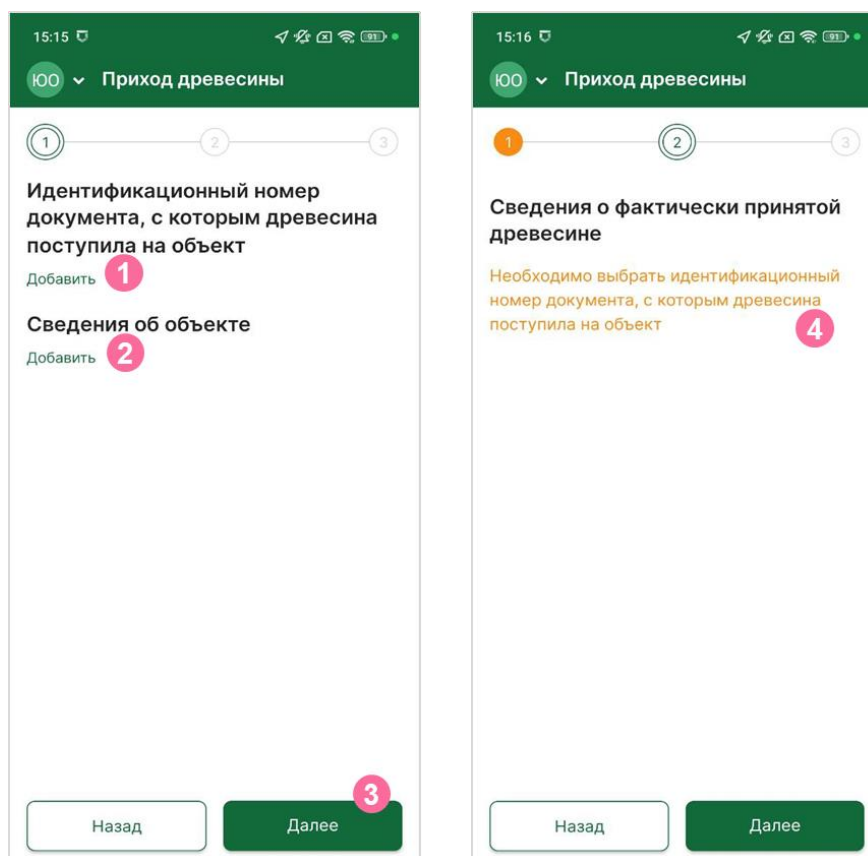 15:15
91
ЮО Приход древесины
1 2 3
Идентификационный номер
документа, с которым древесина
поступила на объект
Добавить 1
Сведения об объекте
Добавить 2
3
Назад Далее
15:16
91
ЮО Приход древесины
1 2 3
Сведения о фактически принятой
древесине
Необходимо выбрать идентификационный
номер документа, с которым древесина
поступила на объект 4
Назад Далее